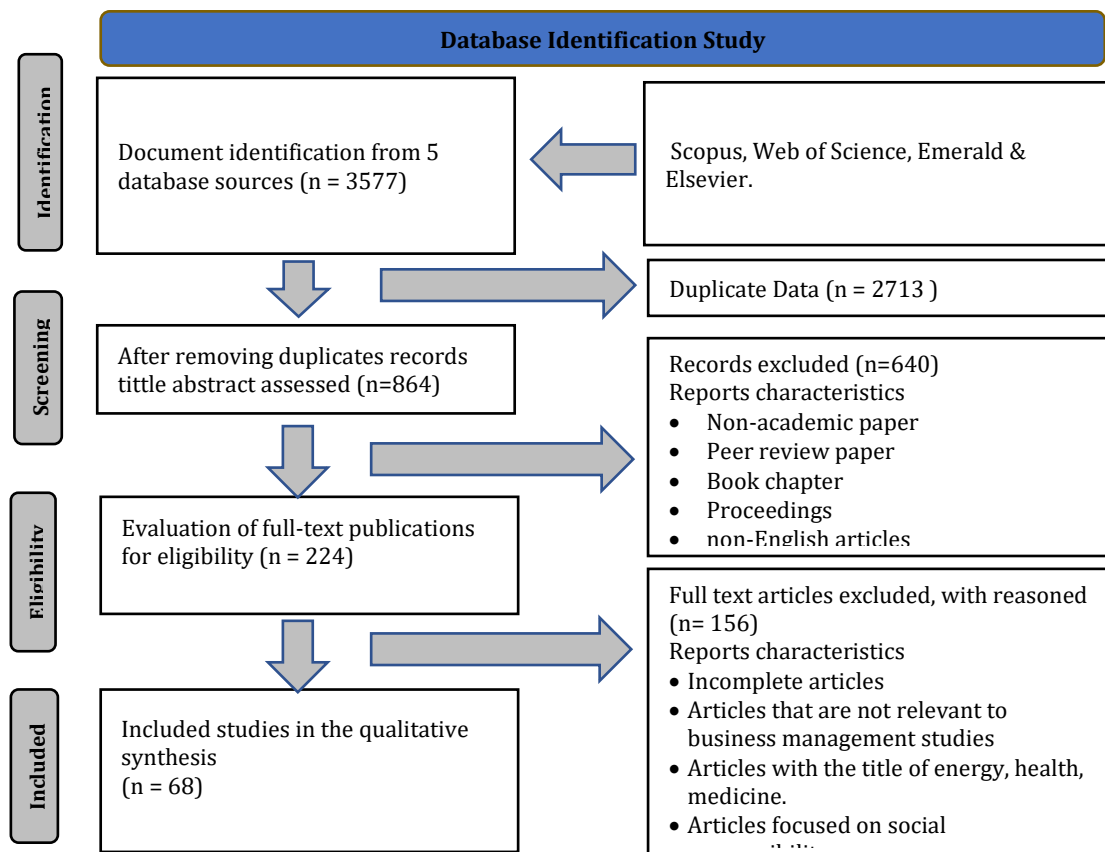 Database Identification Study
Identification
Document identification from 5
database sources (n = 3577)
Scopus, Web of Science, Emerald &
Elsevier.
Duplicate Data (n = 2713 )
Screening
After removing duplicates records
tittle abstract assessed (n=864)
Records excluded (n=640)
Reports characteristics
• Non-academic paper
• Peer review paper
• Book chapter
• Proceedings
• non-English articles
Eligibility
Evaluation of full-text publications
for eligibility (n = 224)
Full text articles excluded, with reasoned
(n= 156)
Reports characteristics
• Incomplete articles
• Articles that are not relevant to
business management studies
• Articles with the title of energy, health,
medicine.
• Articles focused on social
Included
Included studies in the qualitative
synthesis
(n = 68)